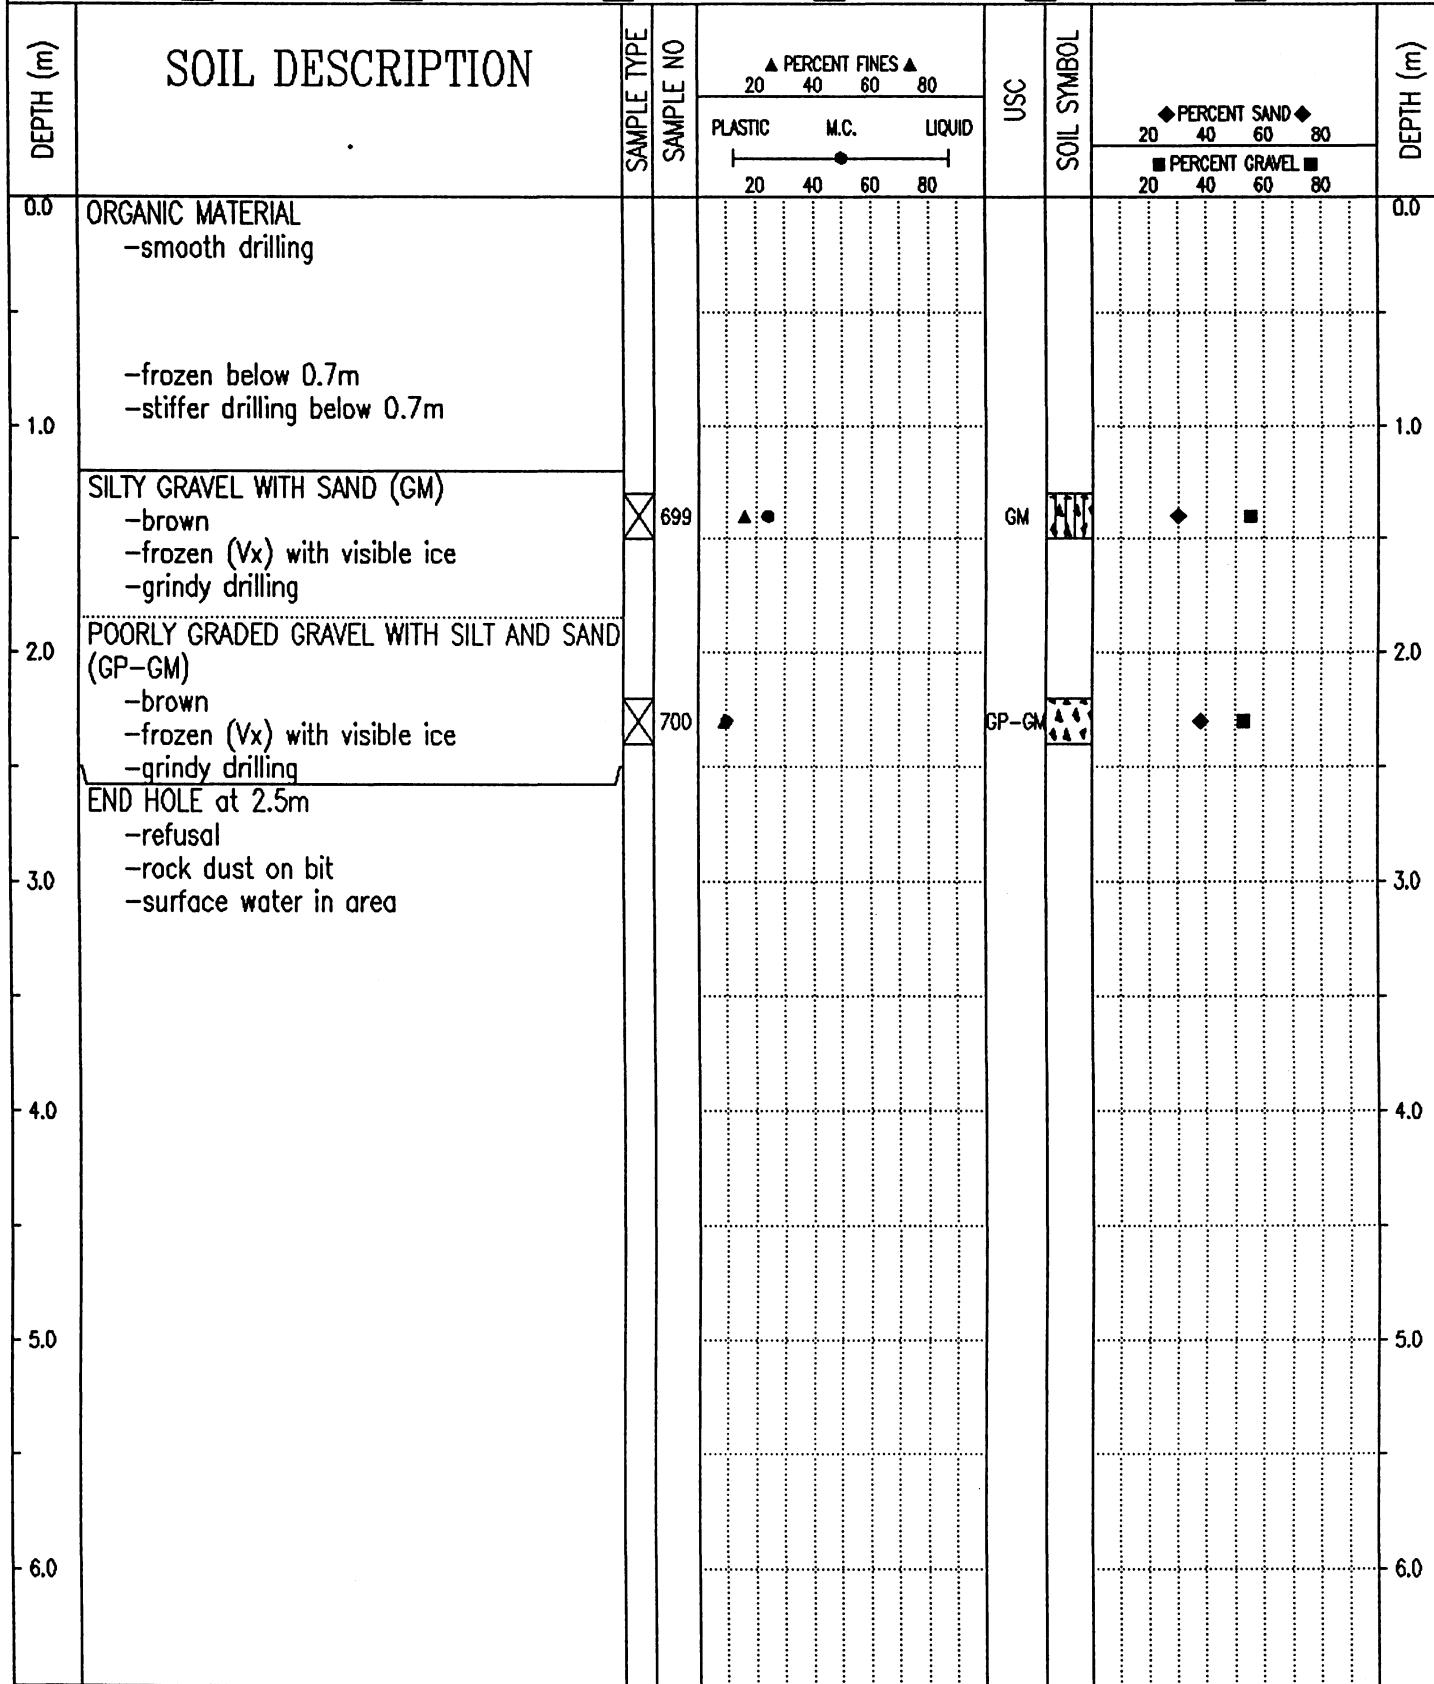 DEPTH (m)
SOIL DESCRIPTION
SAMPLE TYPE
SAMPLE NO
▲ PERCENT FINES ▲
20 40 60 80
PLASTIC M.C. LIQUID
20 40 60 80
USC
SOIL SYMBOL
◆ PERCENT SAND ◆
20 40 60 80
■ PERCENT GRAVEL ■
20 40 60 80
DEPTH (m)
0.0
ORGANIC MATERIAL
0.0
-smooth drilling
-frozen below 0.7m
-stiffer drilling below 0.7m
1.0
1.0
SILTY GRAVEL WITH SAND (GM)
-brown
699
GM
-frozen (Vx) with visible ice
-grindy drilling
POORLY GRADED GRAVEL WITH SILT AND SAND
2.0
2.0
(GP-GM)
-brown
700
GP-GM
-frozen (Vx) with visible ice
-grindy drilling
END HOLE at 2.5m
-refusal
-rock dust on bit
3.0
3.0
-surface water in area
4.0
4.0
5.0
5.0
6.0
6.0